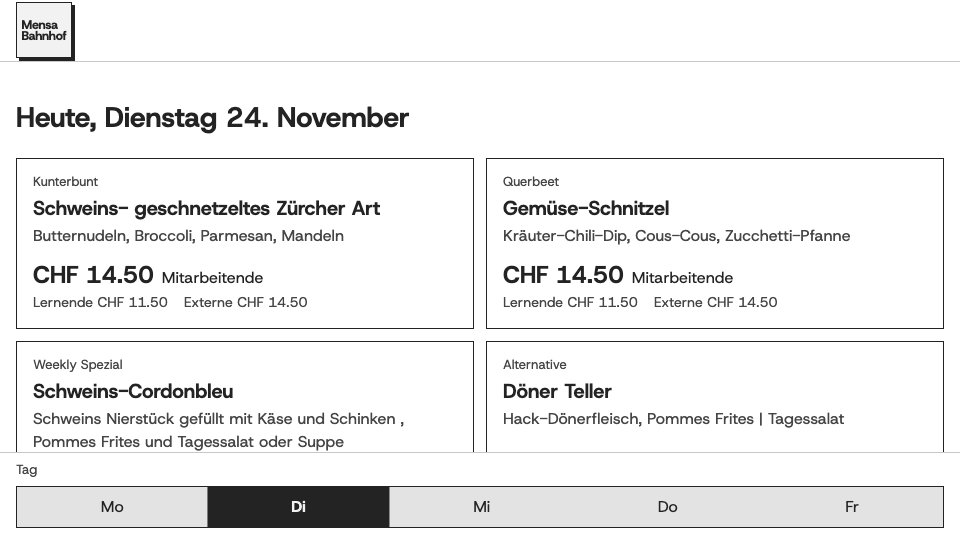 Mensa
Bahnhof
Heute, Dienstag 24. November
Kunterbunt
Schweins- geschnetzeltes Zürcher Art
Butternudeln, Broccoli, Parmesan, Mandeln
CHF 14.50 Mitarbeitende
Lernende CHF 11.50 Externe CHF 14.50
Querbeet
Gemüse-Schnitzel
Kräuter-Chili-Dip, Cous-Cous, Zucchetti-Pfanne
CHF 14.50 Mitarbeitende
Lernende CHF 11.50 Externe CHF 14.50
Weekly Spezial
Schweins-Cordonbleu
Schweins Nierstück gefüllt mit Käse und Schinken ,
Pommes Frites und Tagessalat oder Suppe
Alternative
Döner Teller
Hack-Dönerfleisch, Pommes Frites | Tagessalat
Tag
Mo Di Mi Do Fr